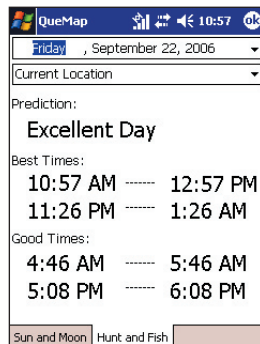 QueMap 10:57 ok
Friday , September 22, 2006
Current Location
Prediction:
Excellent Day
Best Times:
10:57 AM ------- 12:57 PM
11:26 PM ------- 1:26 AM
Good Times:
4:46 AM ------- 5:46 AM
5:08 PM ------- 6:08 PM
Sun and Moon Hunt and Fish